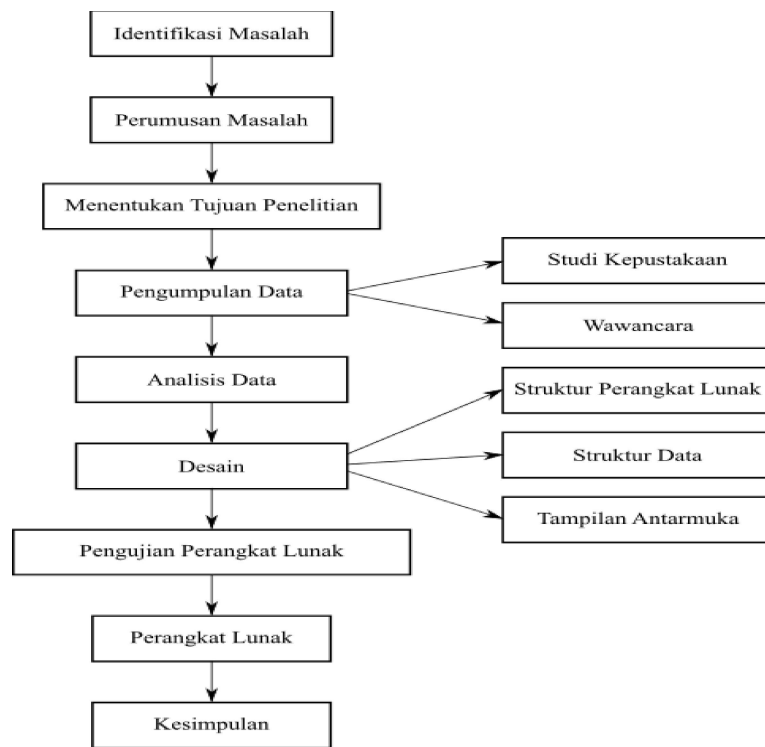 Identifikasi Masalah
Perumusan Masalah
Menentukan Tujuan Penelitian
Pengumpulan Data
Studi Kepustakaan
Wawancara
Analisis Data
Desain
Struktur Perangkat Lunak
Struktur Data
Tampilan Antarmuka
Pengujian Perangkat Lunak
Perangkat Lunak
Kesimpulan